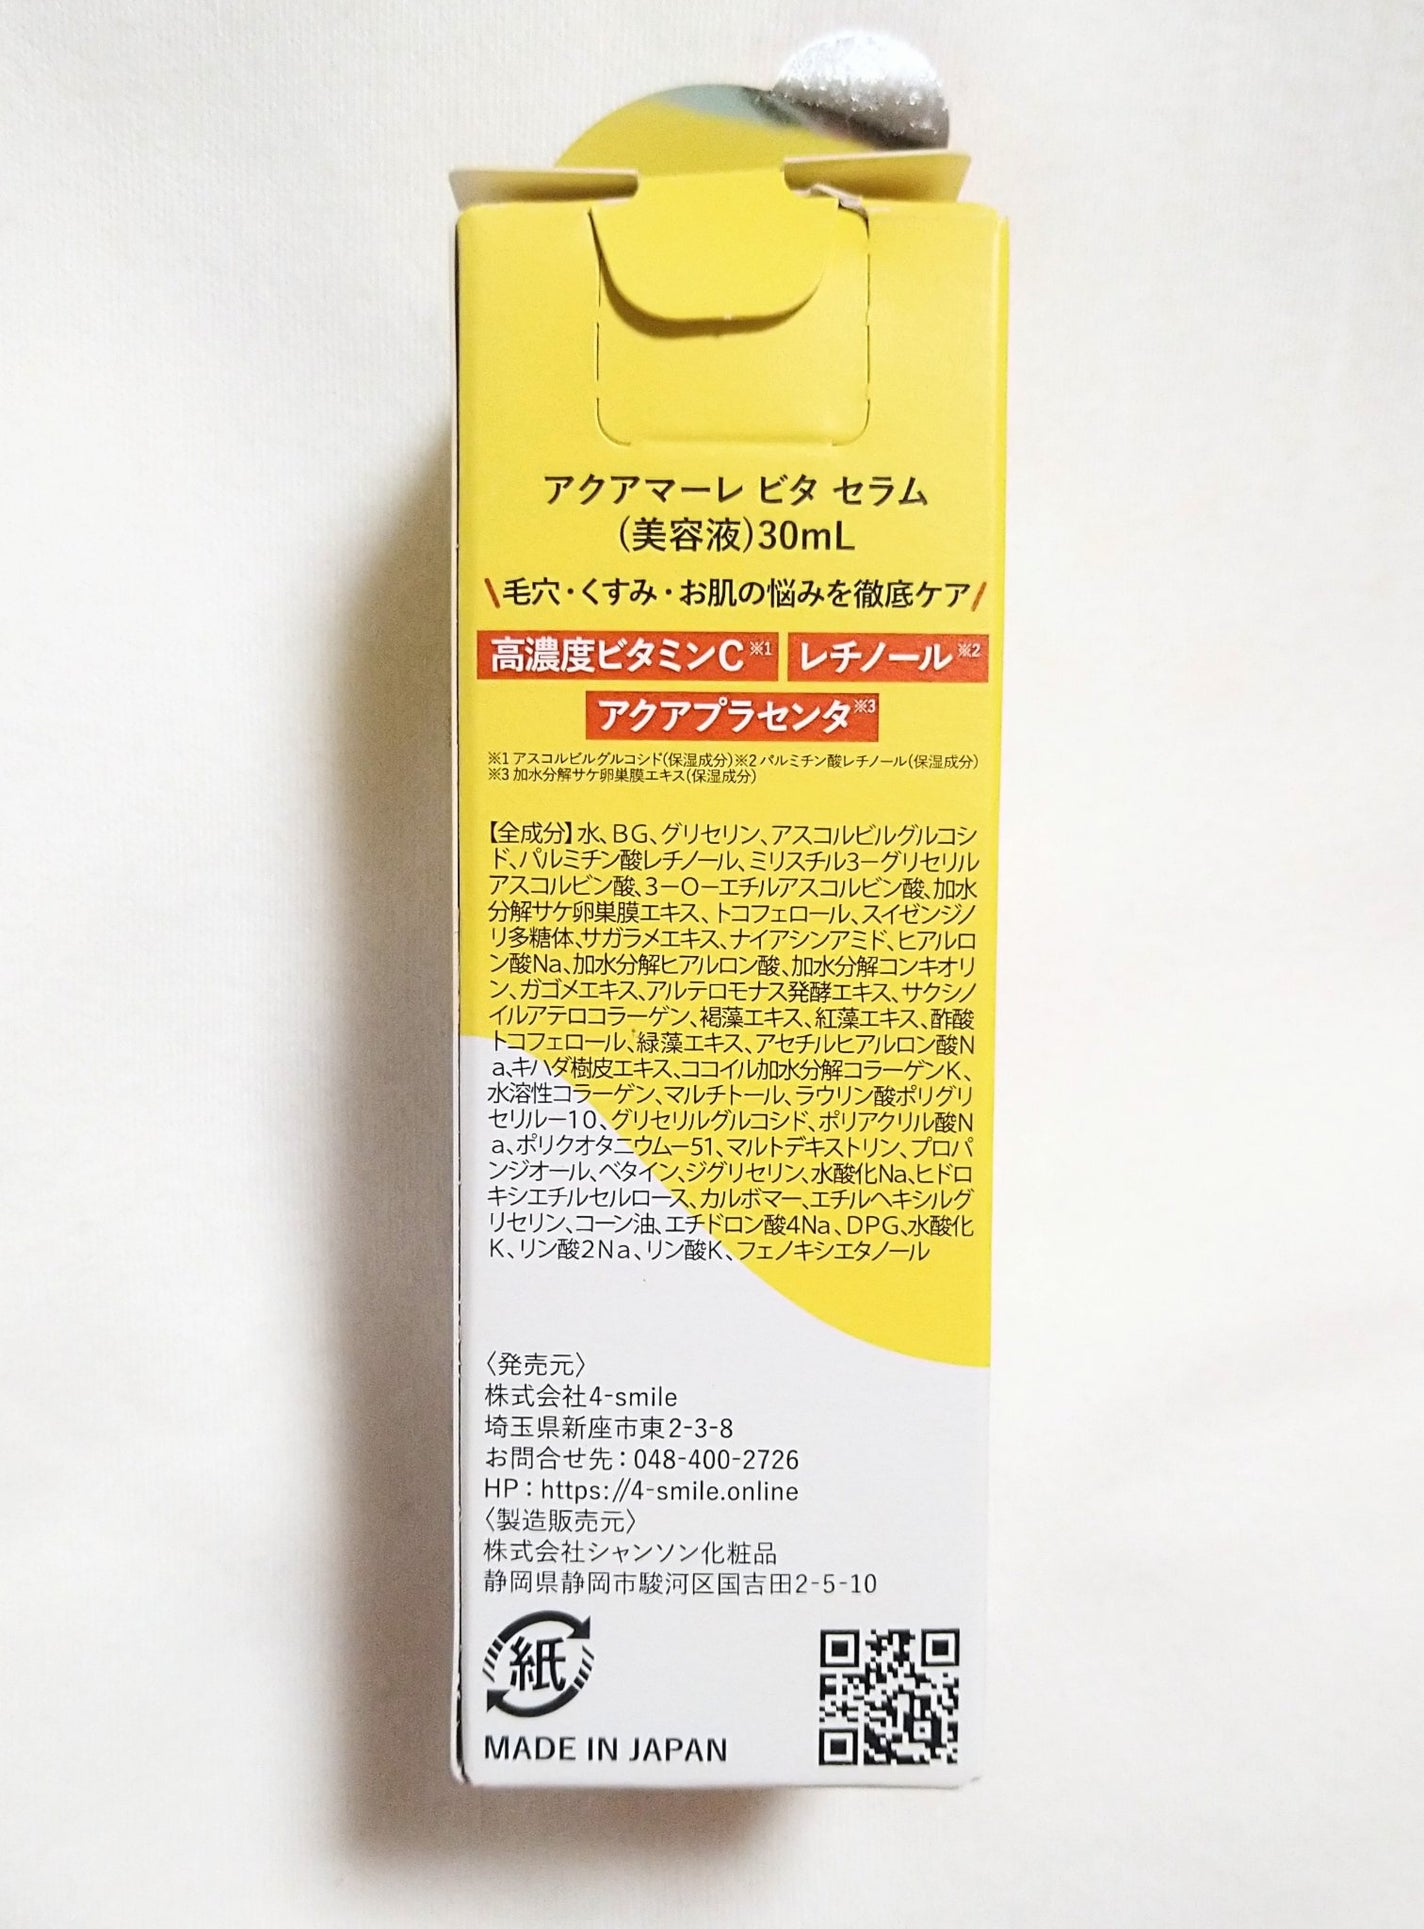 アクアマーレ ビタ セラム
(美容液)30mL
\毛穴・くすみ・お肌の悩みを徹底ケア/
高濃度ビタミンC※1 レチノール※2
アクアプラセンタ※3
※1 アスコルビルグルコシド(保湿成分)※2 パルミチン酸レチノール(保湿成分)
※3 加水分解サケ卵巣膜エキス(保湿成分)
【全成分】水、BG、グリセリン、アスコルビルグルコシ
ド、パルミチン酸レチノール、ミリスチル3ーグリセリル
アスコルビン酸、3ーOーエチルアスコルビン酸、加水
分解サケ卵巣膜エキス、トコフェロール、スイゼンジノ
リ多糖体、サガラメエキス、ナイアシンアミド、ヒアルロ
ン酸Na、加水分解ヒアルロン酸、加水分解コンキオリ
ン、ガゴメエキス、アルテロモナス発酵エキス、サクシノ
イルアテロコラーゲン、褐藻エキス、紅藻エキス、酢酸
トコフェロール、緑藻エキス、アセチルヒアルロン酸N
a、キハダ樹皮エキス、ココイル加水分解コラーゲンK、
水溶性コラーゲン、マルチトール、ラウリン酸ポリグリ
セリルー10、グリセリルグルコシド、ポリアクリル酸N
a、ポリクオタニウムー51、マルトデキストリン、プロパ
ンジオール、ベタイン、ジグリセリン、水酸化Na、ヒドロ
キシエチルセルロース、カルボマー、エチルヘキシルグ
リセリン、コーン油、エチドロン酸4Na、DPG、水酸化
K、リン酸2Na、リン酸K、フェノキシエタノール
〈発売元〉
株式会社4-smile
埼玉県新座市東2-3-8
お問合せ先：048-400-2726
HP：https://4-smile.online
〈製造販売元〉
株式会社シャンソン化粧品
静岡県静岡市駿河区国吉田2-5-10
紙
MADE IN JAPAN